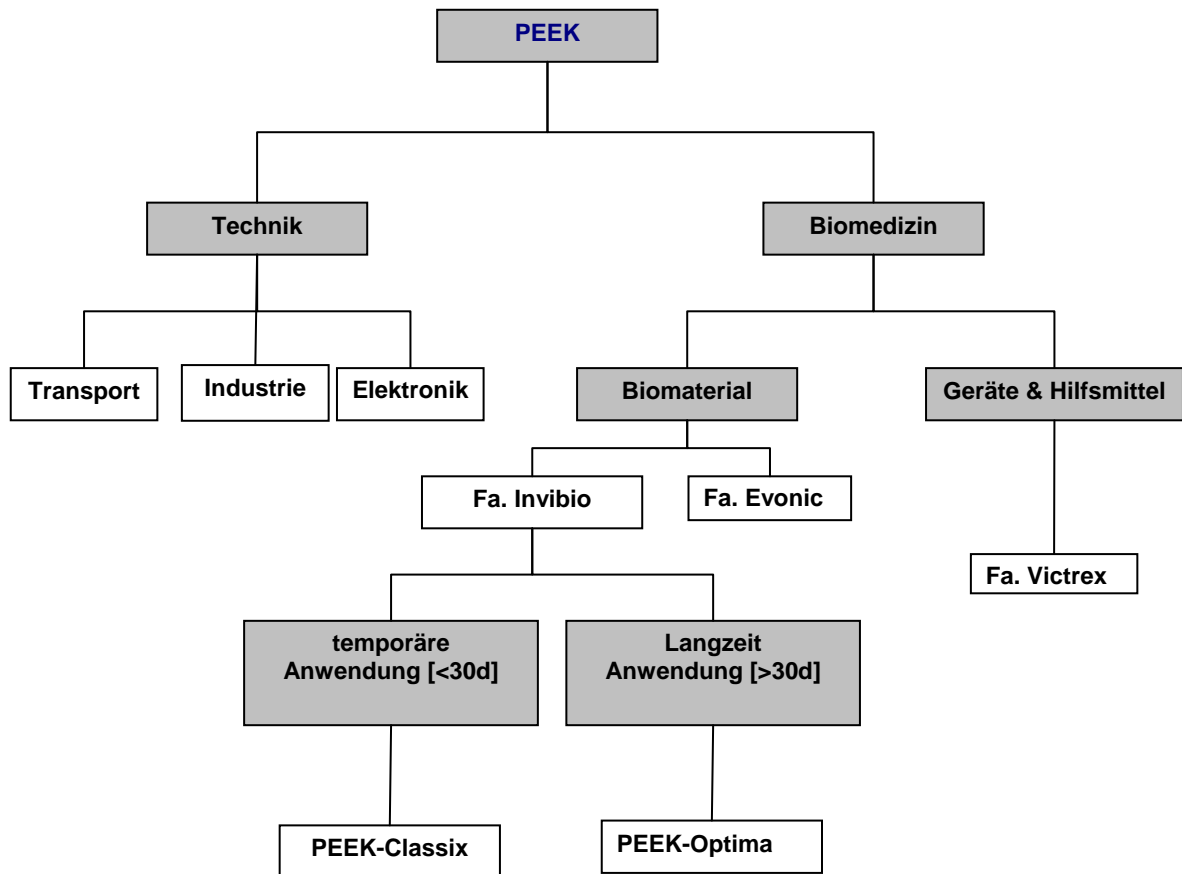 PEEK
Technik
Biomedizin
Transport
Industrie
Elektronik
Biomaterial
Geräte & Hilfsmittel
Fa. Invibio
Fa. Evonic
Fa. Victrex
temporäre
Anwendung [<30d]
Langzeit
Anwendung [>30d]
PEEK-Classix
PEEK-Optima